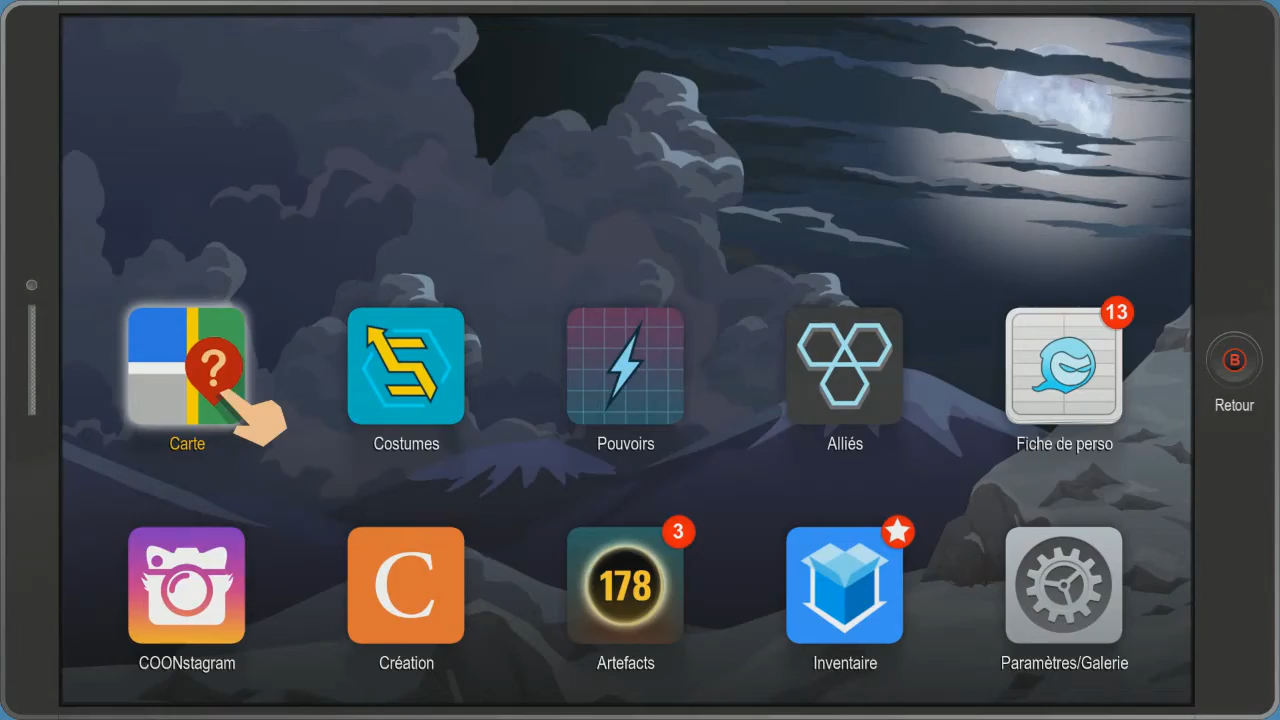 13
?
B
Carte
Costumes
Pouvoirs
Alliés
Fiche de perso
Retour
3
C
178
COONstagram
Création
Artefacts
Inventaire
Paramètres/Galerie